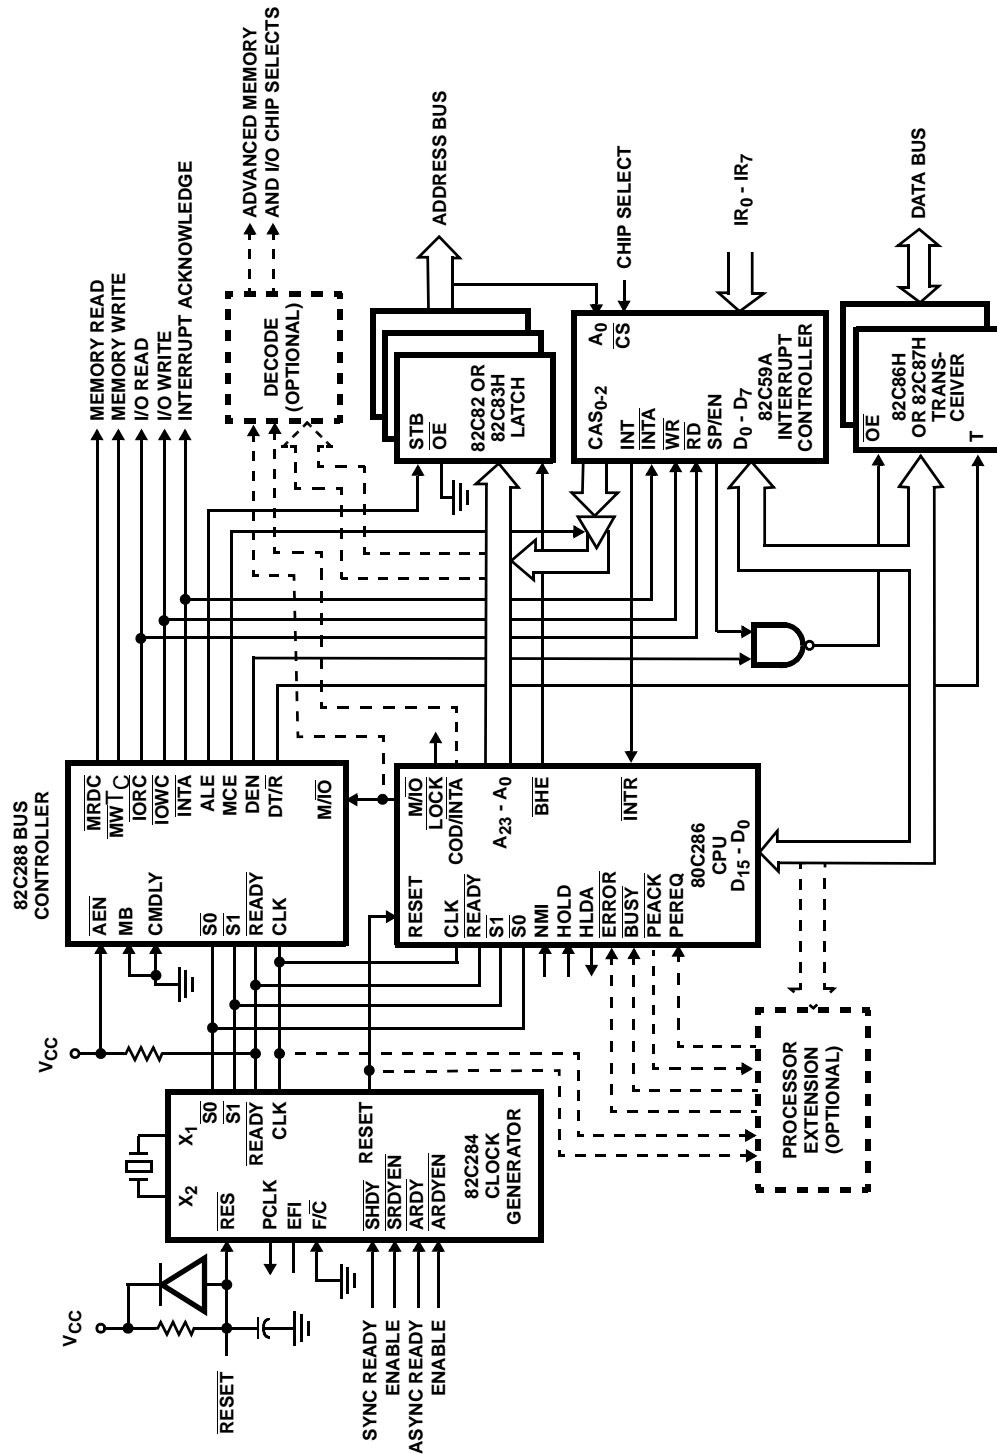 V_CC
RESET
SYNC READY
ENABLE
ASYNC READY
ENABLE
X₂
X₁
RES
PCLK
EFI
F/C
SHDY
SRDYEN
ARDY
ARDYEN
S0
S1
READY
CLK
RESET
82C284
CLOCK
GENERATOR
V_CC
82C288 BUS
CONTROLLER
AEN
MB
CMDLY
S0
S1
READY
CLK
MRDC
MWTC
IORC
IOWC
INTA
ALE
MCE
DEN
DT/R
M/IO
MEMORY READ
MEMORY WRITE
I/O READ
I/O WRITE
INTERRUPT ACKNOWLEDGE
ADVANCED MEMORY
AND I/O CHIP SELECTS
DECODE
(OPTIONAL)
RESET
CLK
READY
S1
S0
NMI
HOLD
HLDA
ERROR
BUSY
PEACK
PEREQ
M/IO
LOCK
COD/INTA
A₂₃ - A₀
BHE
INTR
80C286
CPU
D₁₅ - D₀
PROCESSOR
EXTENSION
(OPTIONAL)
STB
OE
82C82 OR
82C83H
LATCH
ADDRESS BUS
CAS₀₋₂
INT
INTA
WR
RD
SP/EN
D₀ - D₇
A₀
CS
82C59A
INTERRUPT
CONTROLLER
CHIP SELECT
IR₀ - IR₇
OE
82C86H
OR 82C87H
TRANS-
CEIVER
T
DATA BUS